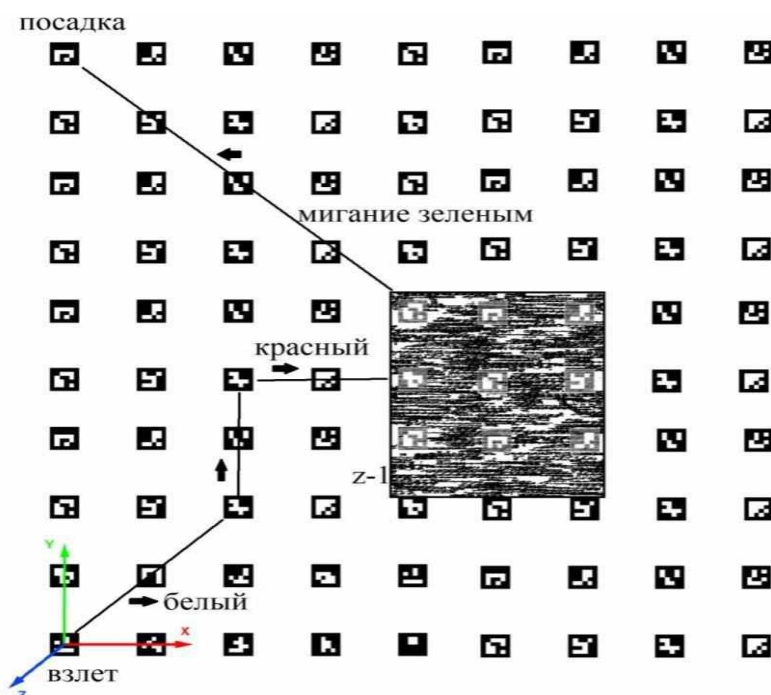 посадка
мигание зеленым
красный
z-1
Y
белый
X
взлет
Z